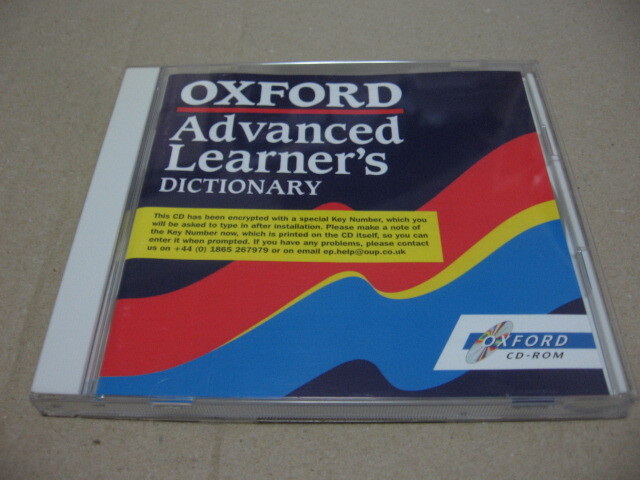 OXFORD
Advanced
Learner's
DICTIONARY
This CD has been encrypted with a special Key Number, which you
will be asked to type in after installation. Please make a note of
the Key Number now, which is printed on the CD itself, so you can
enter it when prompted. If you have any problems, please contact
us on +44 (0) 1865 267979 or on email ep.help@oup.co.uk
OXFORD
CD-ROM